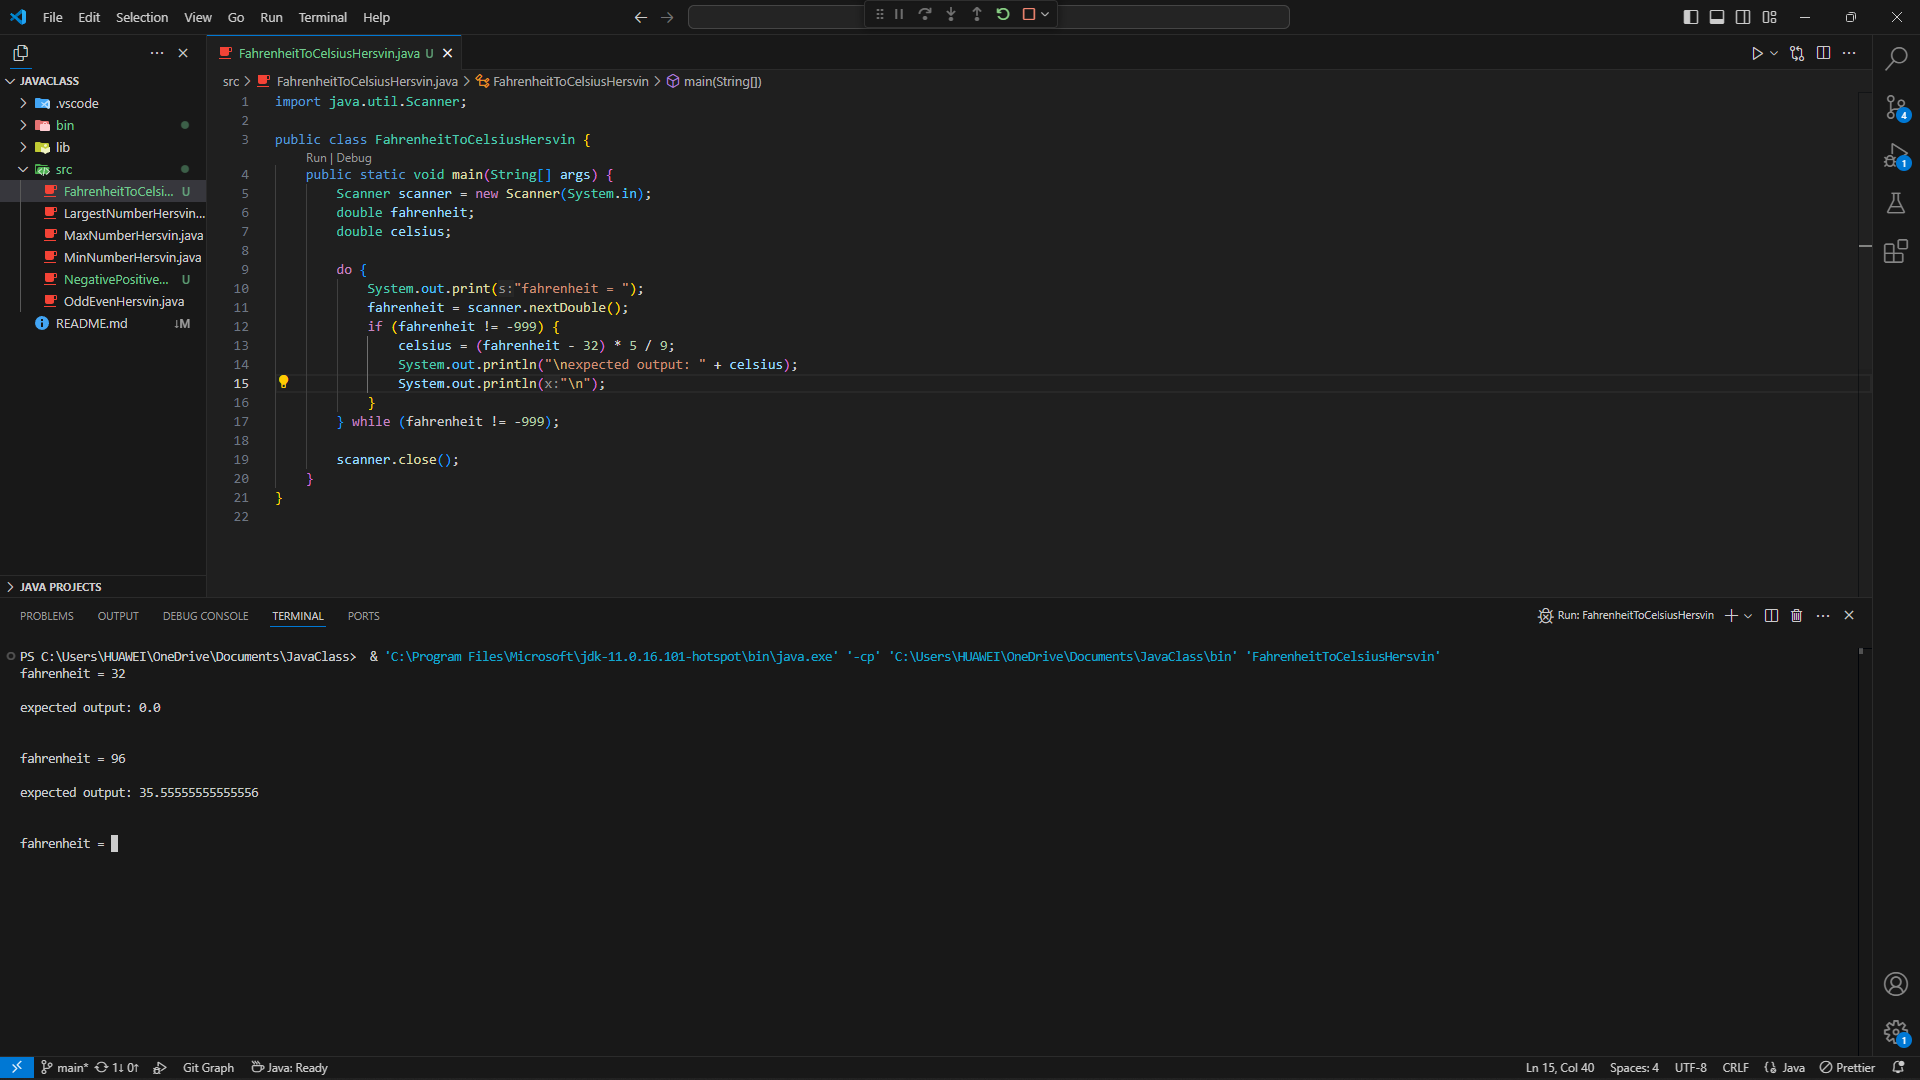 File Edit Selection View Go Run Terminal Help
JAVACLASS
.vscode
bin
lib
src
FahrenheitToCelsi... U
LargestNumberHersvin...
MaxNumberHersvin.java
MinNumberHersvin.java
NegativePositive... U
OddEvenHersvin.java
README.md ↓M
JAVA PROJECTS
FahrenheitToCelsiusHersvin.java U
src > FahrenheitToCelsiusHersvin.java > FahrenheitToCelsiusHersvin > main(String[])
1 import java.util.Scanner;
2
3 public class FahrenheitToCelsiusHersvin {
Run | Debug
4 public static void main(String[] args) {
5 Scanner scanner = new Scanner(System.in);
6 double fahrenheit;
7 double celsius;
8
9 do {
10 System.out.print(s:"fahrenheit = ");
11 fahrenheit = scanner.nextDouble();
12 if (fahrenheit != -999) {
13 celsius = (fahrenheit - 32) * 5 / 9;
14 System.out.println("\nexpected output: " + celsius);
15 System.out.println(x:"\n");
16 }
17 } while (fahrenheit != -999);
18
19 scanner.close();
20 }
21 }
22
4
1
PROBLEMS OUTPUT DEBUG CONSOLE TERMINAL PORTS
Run: FahrenheitToCelsiusHersvin
PS C:\Users\HUAWEI\OneDrive\Documents\JavaClass> & 'C:\Program Files\Microsoft\jdk-11.0.16.101-hotspot\bin\java.exe' '-cp' 'C:\Users\HUAWEI\OneDrive\Documents\JavaClass\bin' 'FahrenheitToCelsiusHersvin'
fahrenheit = 32
expected output: 0.0
fahrenheit = 96
expected output: 35.55555555555556
fahrenheit =
1
main* 1↓ 0↑ Git Graph Java: Ready
Ln 15, Col 40 Spaces: 4 UTF-8 CRLF Java Prettier